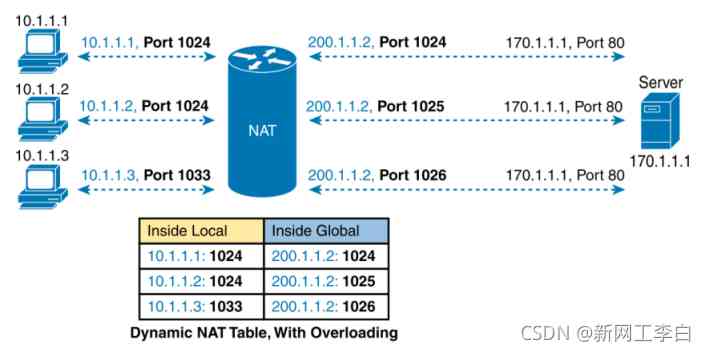 10.1.1.1
10.1.1.1, Port 1024
200.1.1.2, Port 1024
170.1.1.1, Port 80
Server
10.1.1.2
10.1.1.2, Port 1024
NAT
200.1.1.2, Port 1025
170.1.1.1, Port 80
10.1.1.3
10.1.1.3, Port 1033
200.1.1.2, Port 1026
170.1.1.1, Port 80
170.1.1.1
Inside Local Inside Global
10.1.1.1: 1024 200.1.1.2: 1024
10.1.1.2: 1024 200.1.1.2: 1025
10.1.1.3: 1033 200.1.1.2: 1026
Dynamic NAT Table, With Overloading
CSDN @新网工李白